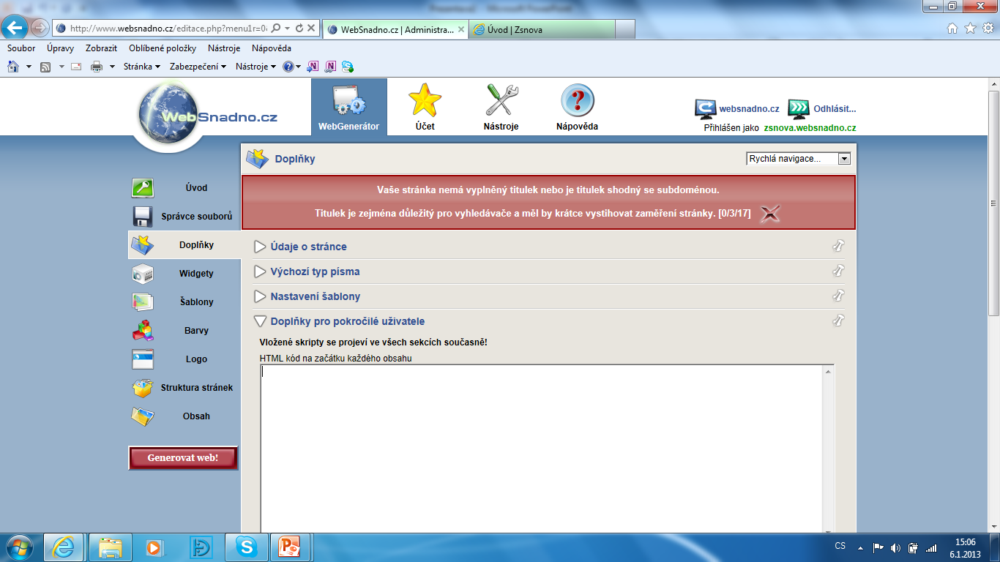 http://www.websnadno.cz/editace.php?menu1r=0
WebSnadno.cz | Administra...
Úvod | Zsnova
Soubor Úpravy Zobrazit Oblíbené položky Nástroje Nápověda
Stránka Zabezpečení Nástroje
WebSnadno.cz
WebGenerátor
Účet
Nástroje
Nápověda
websnadno.cz
Odhlásit...
Přihlášen jako zsnova.websnadno.cz
Doplňky
Rychlá navigace...
Vaše stránka nemá vyplněný titulek nebo je titulek shodný se subdoménou.
Titulek je zejména důležitý pro vyhledávače a měl by krátce vystihovat zaměření stránky. [0/3/17]
Úvod
Správce souborů
Doplňky
Widgety
Šablony
Barvy
Logo
Struktura stránek
Obsah
Generovat web!
Údaje o stránce
Výchozí typ písma
Nastavení šablony
Doplňky pro pokročilé uživatele
Vložené skripty se projeví ve všech sekcích současně!
HTML kód na začátku každého obsahu
CS
15:06
6.1.2013